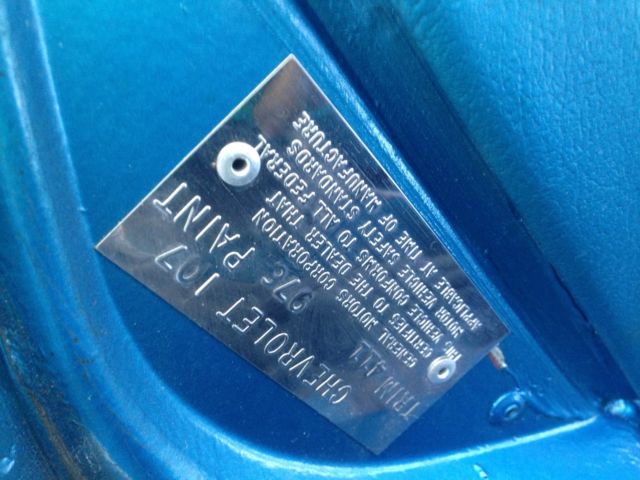 CHEVROLET 107
TRIM 411 976 PAINT
GENERAL MOTORS CORPORATION
CERTIFIES TO THE DEALER THAT
THIS VEHICLE CONFORMS TO ALL FEDERAL
MOTOR VEHICLE SAFETY STANDARDS
APPLICABLE AT TIME OF MANUFACTURE